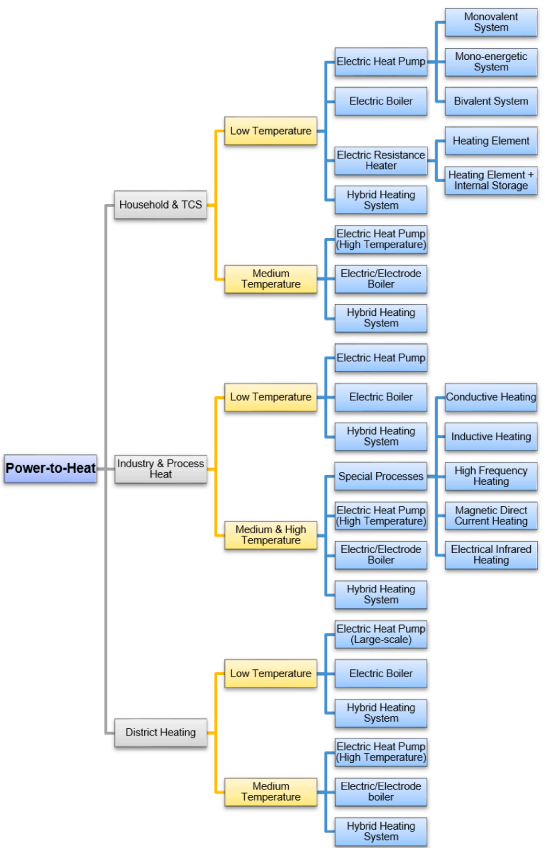 Power-to-Heat
Household & TCS
Low Temperature
Electric Heat Pump
Monovalent
System
Mono-energetic
System
Bivalent System
Electric Boiler
Electric Resistance
Heater
Heating Element
Heating Element +
Internal Storage
Hybrid Heating
System
Medium
Temperature
Electric Heat Pump
(High Temperature)
Electric/Electrode
Boiler
Hybrid Heating
System
Industry & Process
Heat
Low Temperature
Electric Heat Pump
Electric Boiler
Hybrid Heating
System
Medium & High
Temperature
Special Processes
Conductive Heating
Inductive Heating
High Frequency
Heating
Magnetic Direct
Current Heating
Electrical Infrared
Heating
Electric Heat Pump
(High Temperature)
Electric/Electrode
Boiler
Hybrid Heating
System
District Heating
Low Temperature
Electric Heat Pump
(Large-scale)
Electric Boiler
Hybrid Heating
System
Medium
Temperature
Electric Heat Pump
(High Temperature)
Electric/Electrode
boiler
Hybrid Heating
System